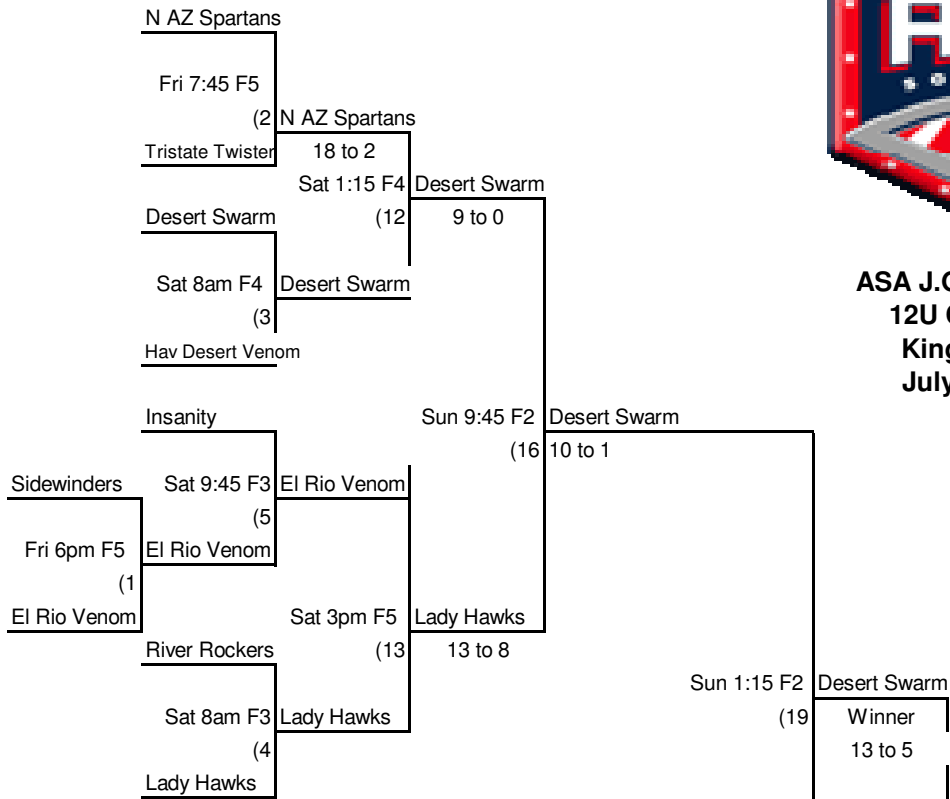 N AZ Spartans
Fri 7:45 F5
(2 N AZ Spartans
Tristate Twister 18 to 2
Sat 1:15 F4 Desert Swarm
Desert Swarm (12 9 to 0
Sat 8am F4 Desert Swarm
(3
Hav Desert Venom
ASA J.
12U
King
July
Insanity Sun 9:45 F2 Desert Swarm
(16 10 to 1
Sidewinders Sat 9:45 F3 El Rio Venom
(5
Fri 6pm F5 El Rio Venom
(1
El Rio Venom Sat 3pm F5 Lady Hawks
River Rockers (13 13 to 8
Sun 1:15 F2 Desert Swarm
Sat 8am F3 Lady Hawks (19 Winner
(4 13 to 5
Lady Hawks